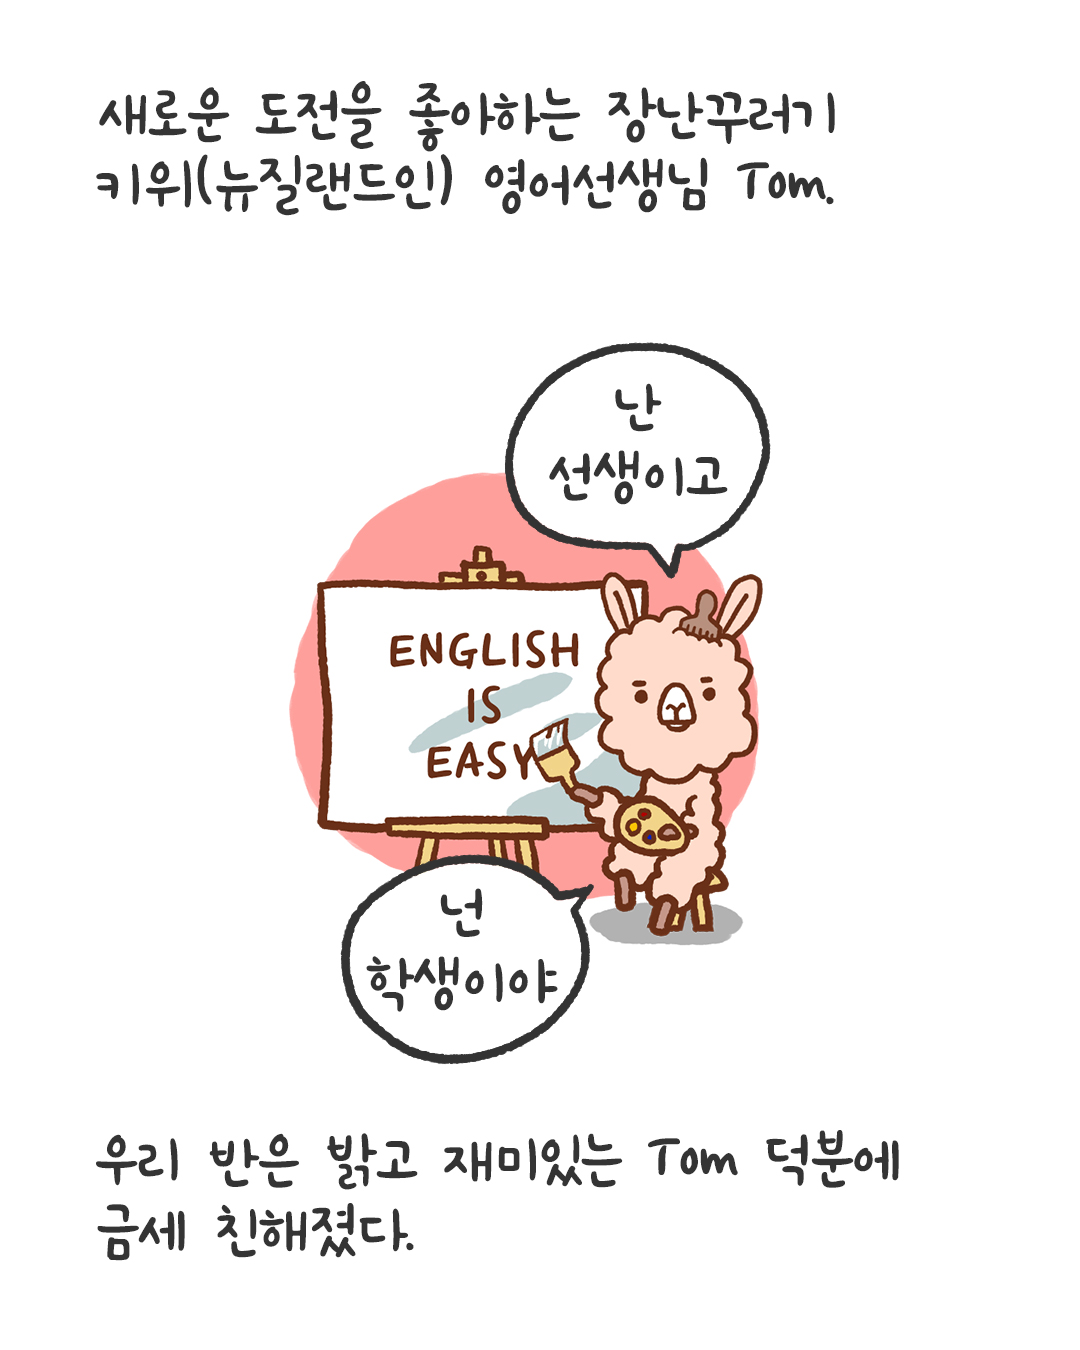 새로운 도전을 좋아하는 장난꾸러기
키위(뉴질랜드인) 영어선생님 Tom.
난
선생이고
ENGLISH
IS
EASY
넌
학생이야
우리 반은 밝고 재미있는 Tom 덕분에
금세 친해졌다.